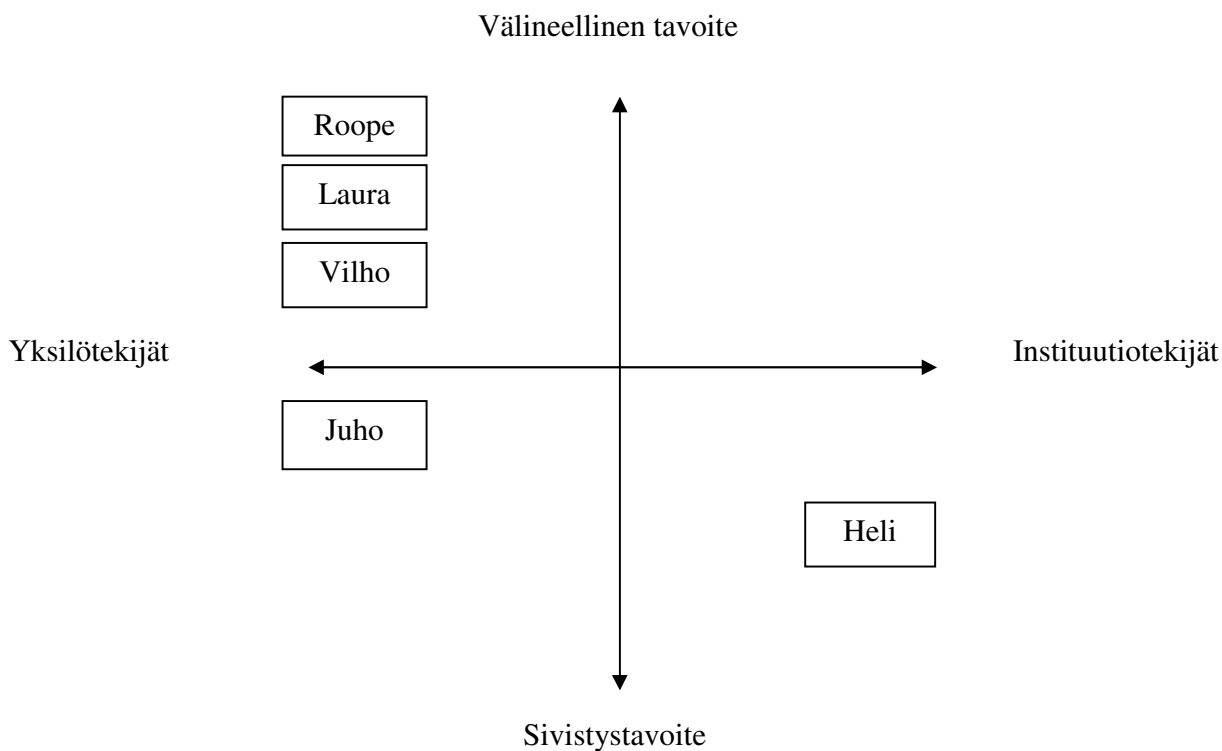 Välineellinen tavoite
Roope
Laura
Vilho
Yksilötekijät
Instituutiotekijät
Juho
Heli
Sivistystavoite